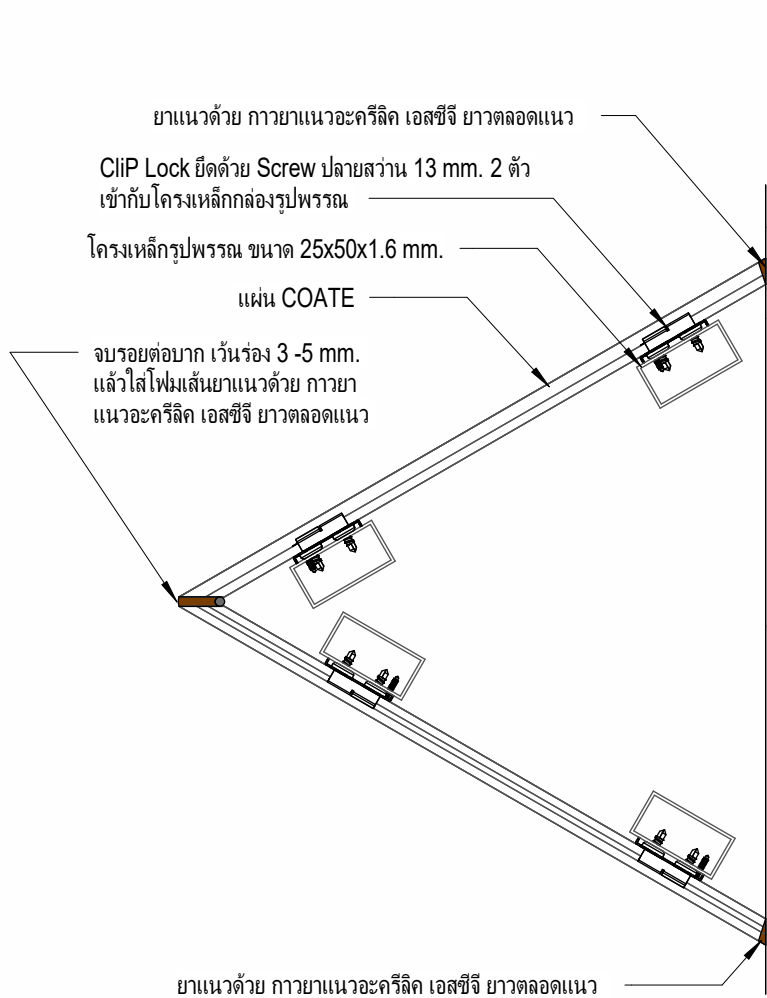 ยาแนวด้วย กาวยาแนวอะครีลิค เอสซีจี ยาวตลอดแนว
CliP Lock ยึดด้วย Screw ปลายสว่าน 13 mm. 2 ตัว
เข้ากับโครงเหล็กกล่องรูปพรรณ
โครงเหล็กรูปพรรณ ขนาด 25x50x1.6 mm.
แผ่น COATE
จบรอยต่อบาก เว้นร่อง 3 -5 mm.
แล้วใส่โฟมเส้นยาแนวด้วย กาวยา
แนวอะครีลิค เอสซีจี ยาวตลอดแนว
ยาแนวด้วย กาวยาแนวอะครีลิค เอสซีจี ยาวตลอดแนว